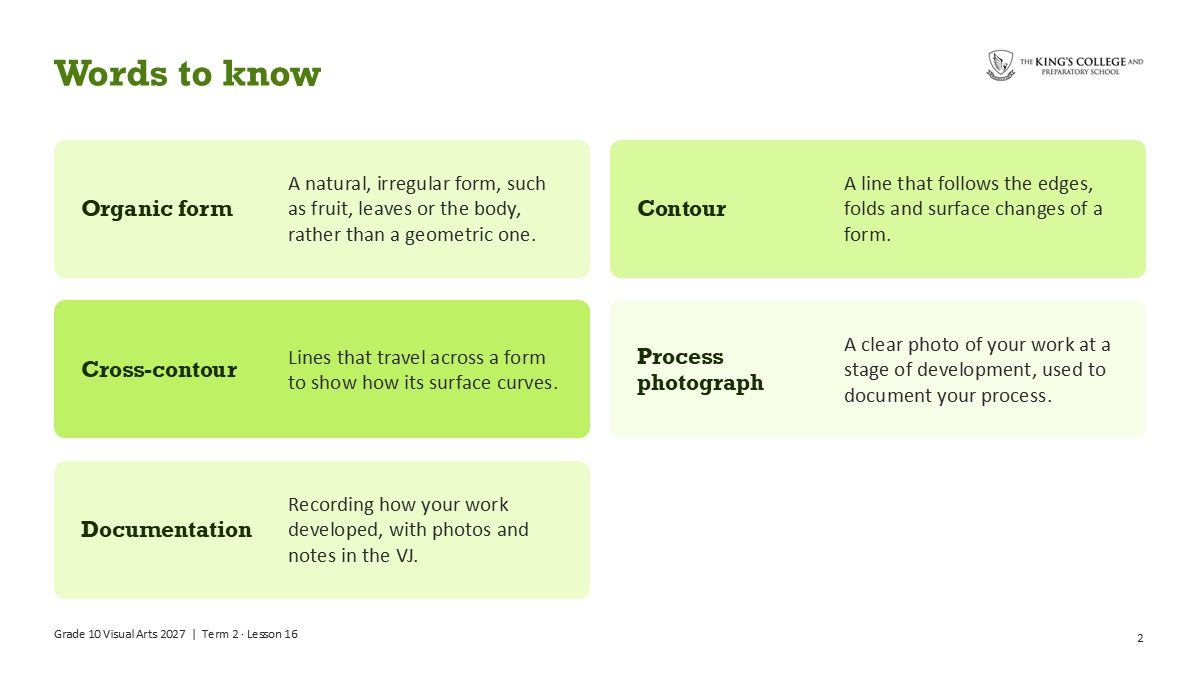 Words to know
THE KING'S COLLEGE AND
PREPARATORY SCHOOL
Organic form
A natural, irregular form, such
as fruit, leaves or the body,
rather than a geometric one.
Contour
A line that follows the edges,
folds and surface changes of a
form.
Cross-contour
Lines that travel across a form
to show how its surface curves.
Process
photograph
A clear photo of your work at a
stage of development, used to
document your process.
Documentation
Recording how your work
developed, with photos and
notes in the VJ.
Grade 10 Visual Arts 2027 | Term 2 · Lesson 16
2